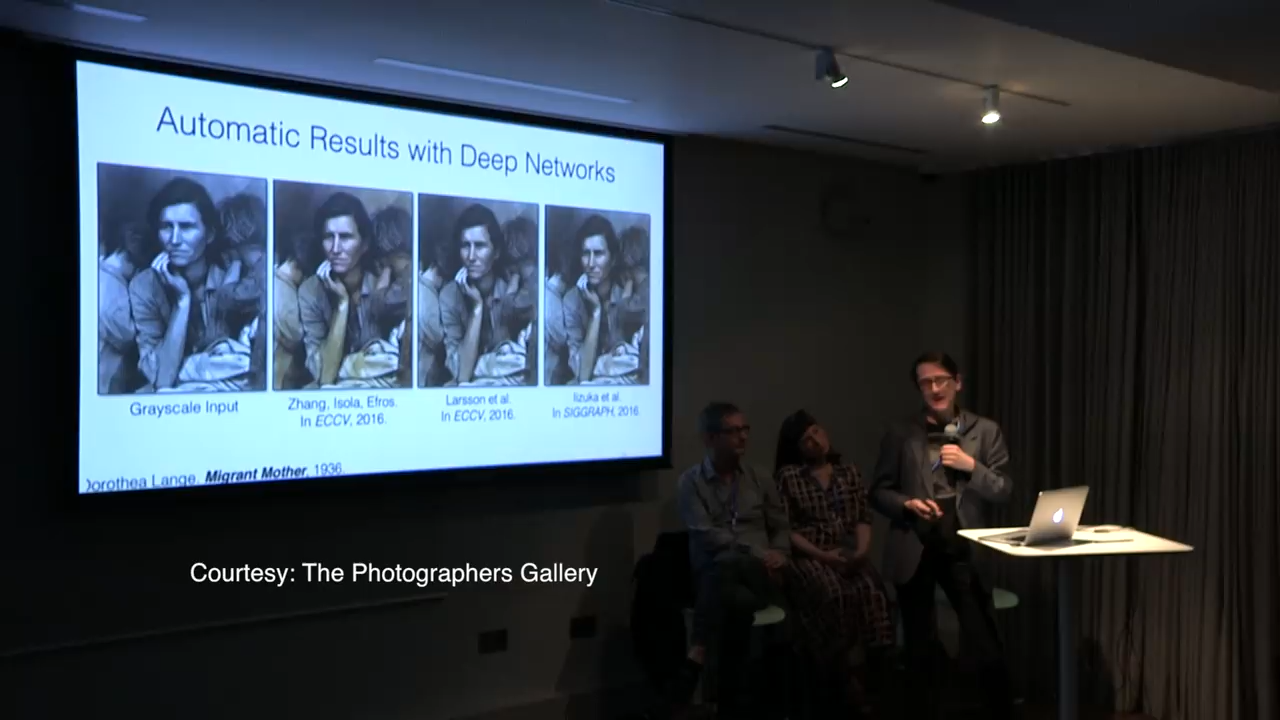 Automatic Results with Deep Networks
Grayscale Input
Zhang, Isola, Efros.
In ECCV, 2016.
Larsson et al.
In ECCV, 2016.
Iizuka et al.
In SIGGRAPH, 2016.
Dorothea Lange, Migrant Mother, 1936.
Courtesy: The Photographers Gallery